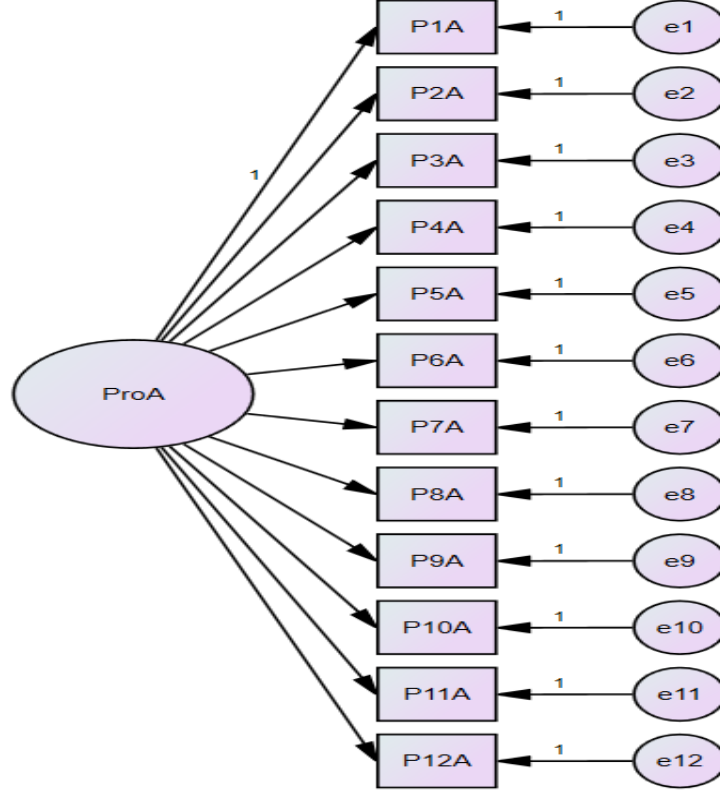 P1A 1 e1
P2A 1 e2
P3A 1 e3
1
P4A 1 e4
P5A 1 e5
P6A 1 e6
ProA
P7A 1 e7
P8A 1 e8
P9A 1 e9
P10A 1 e10
P11A 1 e11
P12A 1 e12